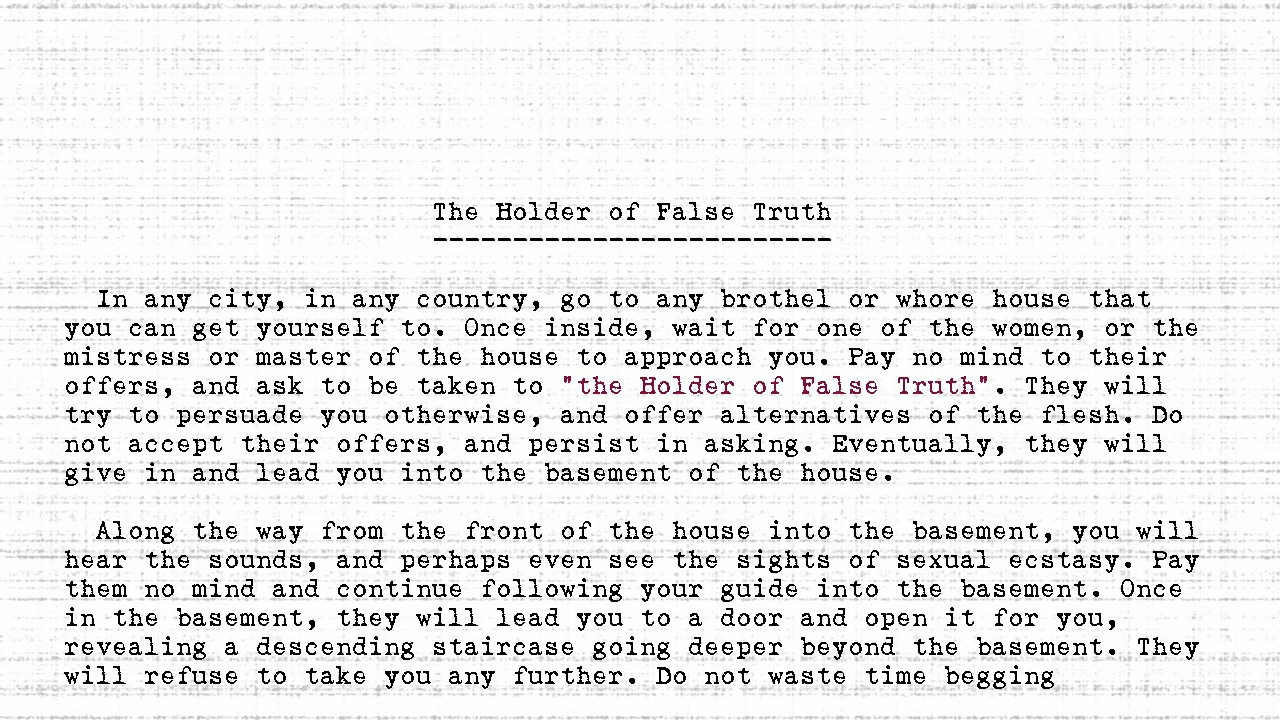 The Holder of False Truth
-------------------------
In any city, in any country, go to any brothel or whore house that
you can get yourself to. Once inside, wait for one of the women, or the
mistress or master of the house to approach you. Pay no mind to their
offers, and ask to be taken to "the Holder of False Truth". They will
try to persuade you otherwise, and offer alternatives of the flesh. Do
not accept their offers, and persist in asking. Eventually, they will
give in and lead you into the basement of the house.
Along the way from the front of the house into the basement, you will
hear the sounds, and perhaps even see the sights of sexual ecstasy. Pay
them no mind and continue following your guide into the basement. Once
in the basement, they will lead you to a door and open it for you,
revealing a descending staircase going deeper beyond the basement. They
will refuse to take you any further. Do not waste time begging